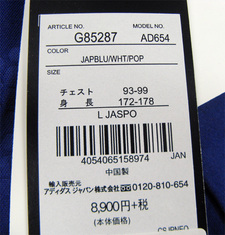 ARTICLE NO. MODEL NO.
G85287 AD654
COLOR
JAPBLU/WHT/POP
SIZE
チェスト 93-99
身 長 172-178
L JASPO
4054065158974 JAN
中国製
輸入販売元
アディダス ジャパン株式会社 0120-810-654
8,900円+税
(本体価格)